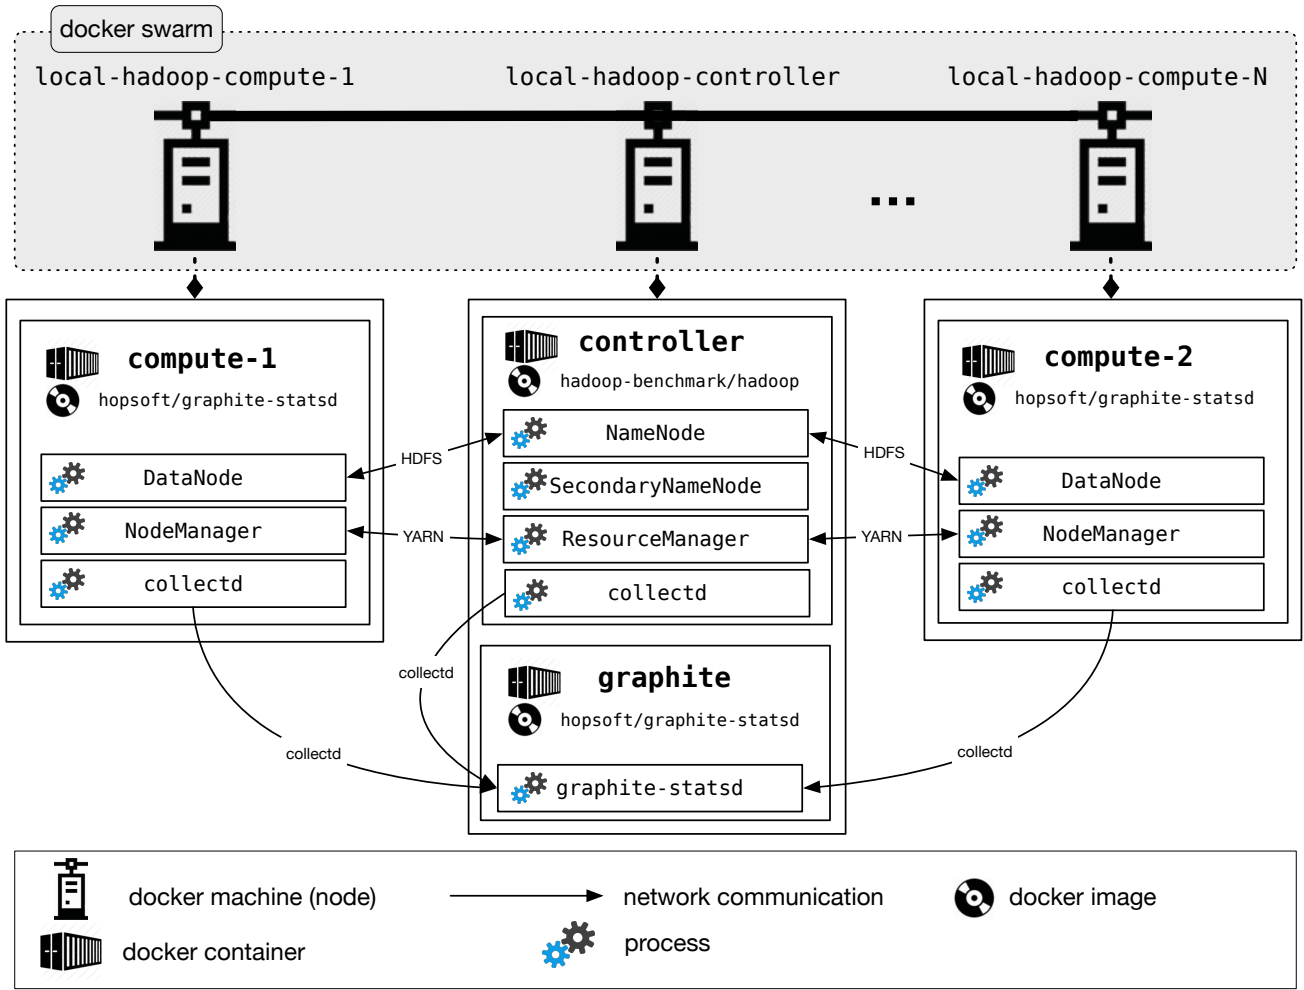 docker swarm
local-hadoop-compute-1
local-hadoop-controller
local-hadoop-compute-N
...
compute-1
hopsoft/graphite-statsd
DataNode
NodeManager
collectd
controller
hadoop-benchmark/hadoop
NameNode
SecondaryNameNode
ResourceManager
collectd
compute-2
hopsoft/graphite-statsd
DataNode
NodeManager
collectd
HDFS
YARN
HDFS
YARN
collectd
collectd
collectd
graphite
hopsoft/graphite-statsd
graphite-statsd
docker machine (node)
network communication
docker image
docker container
process